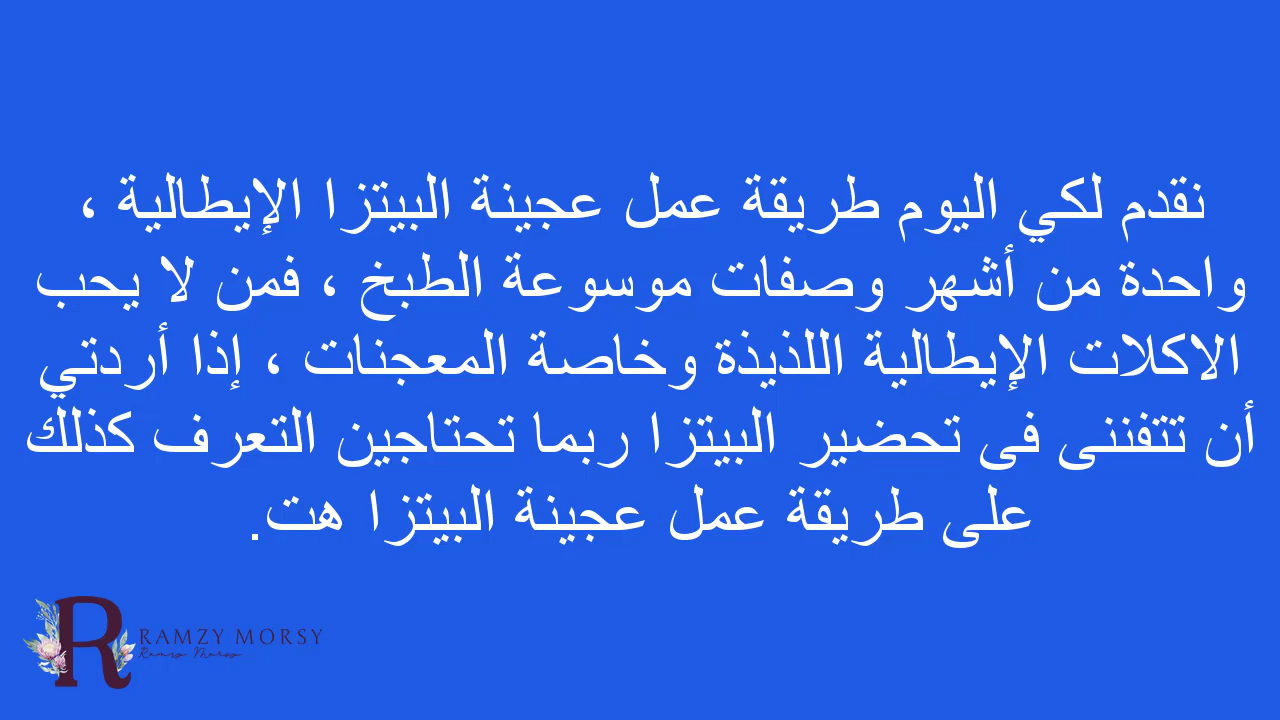 نقدم لكي اليوم طريقة عمل عجينة البيتزا الإيطالية ،
واحدة من أشهر وصفات موسوعة الطبخ ، فمن لا يحب
الاكلات الإيطالية اللذيذة وخاصة المعجنات ، إذا أردتي
أن تتفننى فى تحضير البيتزا ربما تحتاجين التعرف كذلك
على طريقة عمل عجينة البيتزا هت.
R
RAMZY MORSY
Ramzy Morsy